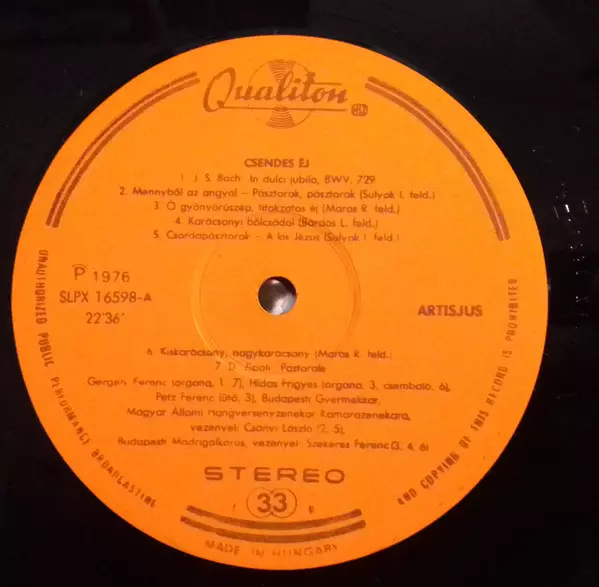 Qualiton
CSENDES ÉJ
1. J. S. Bach: In dulci jubilo, BWV. 729
2. Mennyből az angyal – Pásztorok, pásztorok (Sulyok I. feld.)
3. Ó gyönyörűszép, titokzatos éj (Maros R. feld.)
4. Karácsonyi bölcsődal (Bárdos L. feld.)
5. Csordapásztorok – A kis Jézus (Sulyok I. feld.)
P 1976
SLPX 16598-A
22'36"
ARTISJUS
6. Kiskarácsony, nagykarácsony (Maros R. feld.)
7. D. Zipoli: Pastorale
Gergely Ferenc (orgona, 1, 7), Hidas Frigyes (orgona, 3, csembaló, 6),
Petz Ferenc (ütő, 3), Budapesti Gyermekkar,
Magyar Állami Hangversenyzenekar Kamarazenekara,
vezényel: Csányi László (2, 5),
Budapesti Madrigálkórus, vezényel: Szekeres Ferenc (3, 4, 6)
STEREO
33
UNAUTHORIZED PUBLIC PERFORMANCE BROADCASTING
AND COPYING OF THIS RECORD IS PROHIBITED
MADE IN HUNGARY